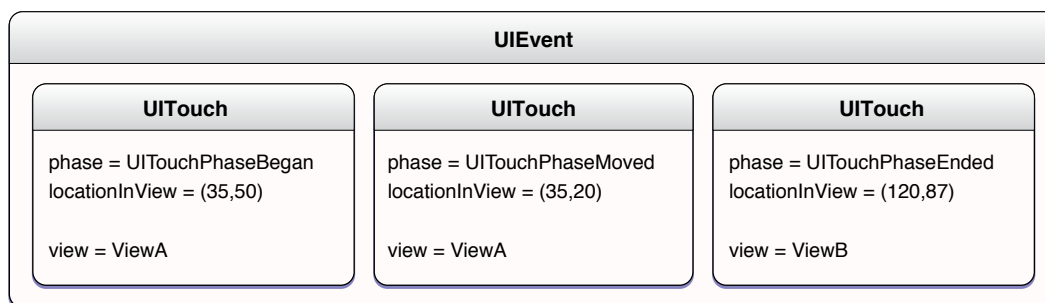 UIEvent
UITouch
phase = UITouchPhaseBegan
locationInView = (35,50)
view = ViewA
UITouch
phase = UITouchPhaseMoved
locationInView = (35,20)
view = ViewA
UITouch
phase = UITouchPhaseEnded
locationInView = (120,87)
view = ViewB